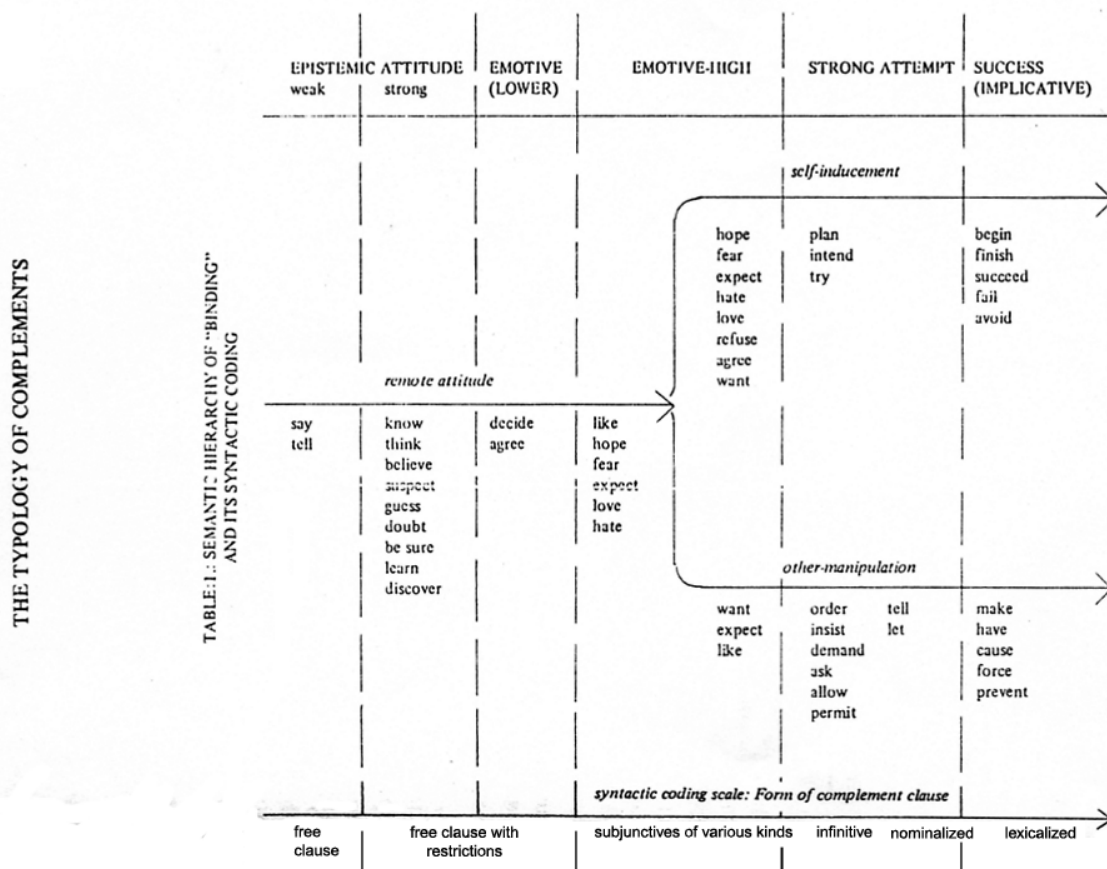 THE TYPOLOGY OF COMPLEMENTS
TABLE:1.: SEMANTIC HIERARCHY OF "BINDING"
AND ITS SYNTACTIC CODING
EPISTEMIC ATTITUDE
weak strong
EMOTIVE
(LOWER)
EMOTIVE-HIGH
STRONG ATTEMPT
SUCCESS
(IMPLICATIVE)
self-inducement
hope
fear
expect
hate
love
refuse
agree
want
plan
intend
try
begin
finish
succeed
fail
avoid
remote attitude
say
tell
know
think
believe
suspect
guess
doubt
be sure
learn
discover
decide
agree
like
hope
fear
expect
love
hate
other-manipulation
want
expect
like
order
insist
demand
ask
allow
permit
tell
let
make
have
cause
force
prevent
syntactic coding scale: Form of complement clause
free
clause
free clause with
restrictions
subjunctives of various kinds
infinitive
nominalized
lexicalized